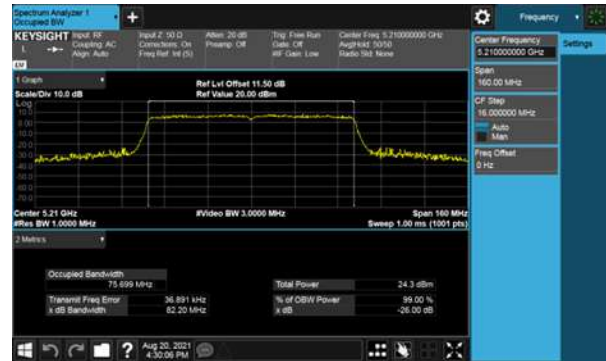 Spectrum Analyzer 1
Occupied BW
Frequency
KEYSIGHT
Input: RF
Coupling: AC
Align: Auto
Input Z: 50 Ω
Corrections: On
Freq Ref: Int (S)
Atten: 20 dB
Preamp: Off
Trig: Free Run
Gate: Off
#IF Gain: Low
Center Freq: 5.210000000 GHz
Avg|Hold: 50/50
Radio Std: None
Center Frequency
5.210000000 GHz
Settings
Span
160.00 MHz
CF Step
16.000000 MHz
Auto
Man
Freq Offset
0 Hz
1 Graph
Scale/Div 10.0 dB
Ref Lvl Offset 11.50 dB
Ref Value 20.00 dBm
Log
Center 5.21 GHz
#Res BW 1.0000 MHz
#Video BW 3.0000 MHz
Span 160 MHz
Sweep 1.00 ms (1001 pts)
2 Metrics
Occupied Bandwidth
75.699 MHz
Total Power
24.3 dBm
Transmit Freq Error
36.891 kHz
% of OBW Power
99.00 %
x dB Bandwidth
82.20 MHz
x dB
-26.00 dB
Aug 20, 2021
4:30:06 PM